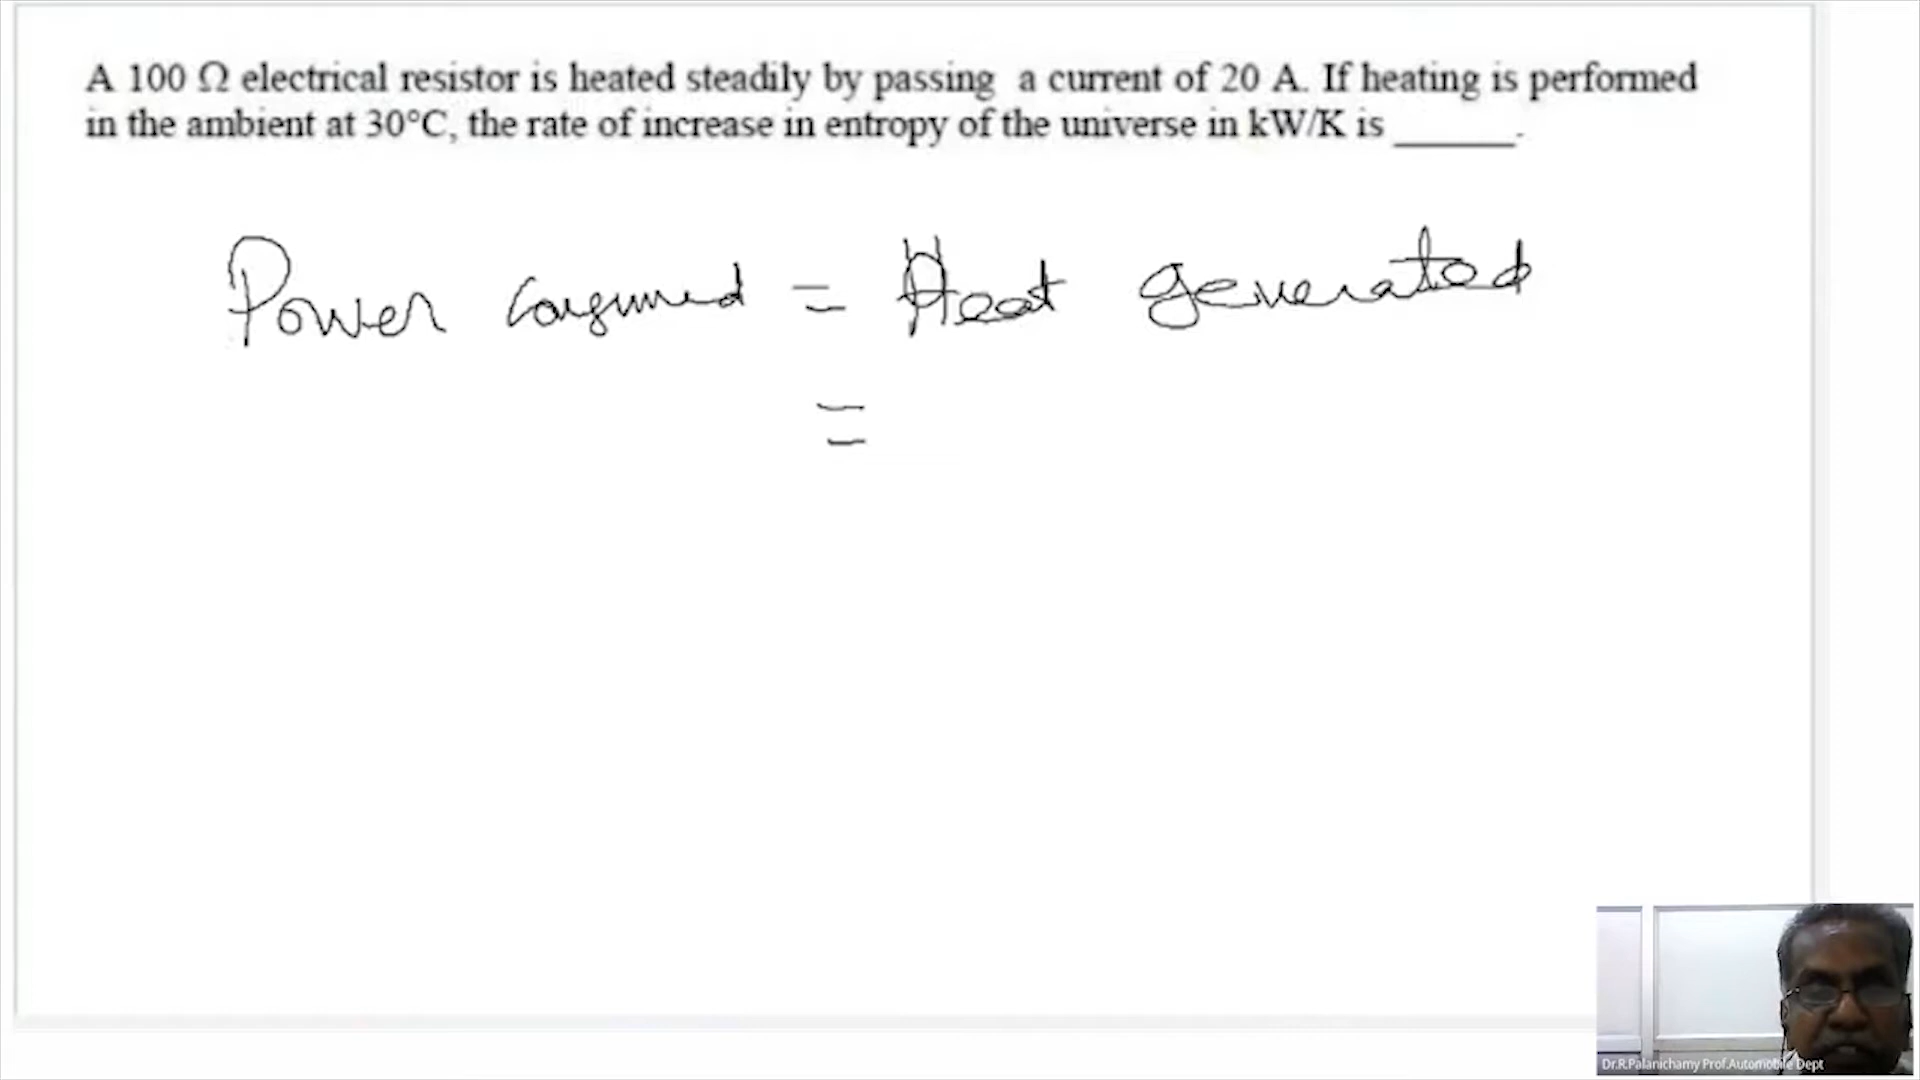 A 100 Ω electrical resistor is heated steadily by passing a current of 20 A. If heating is performed
in the ambient at 30°C, the rate of increase in entropy of the universe in kW/K is ______.
Power consumed = Heat generated
=
Dr.R.Palanichamy Prof.Automobile Dept